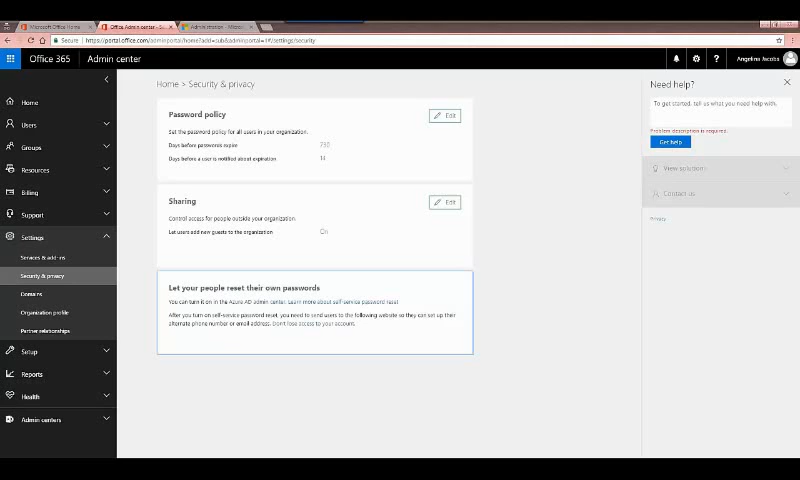 Microsoft Office Home
Office Admin center - Se
Administration - Micros
Secure | https://portal.office.com/adminportal/home?add=sub&adminportal=1#/settings/security
Office 365 Admin center
Angelina Jacobs
Home > Security & privacy
Home
Users
Groups
Resources
Billing
Support
Settings
Services & add-ins
Security & privacy
Domains
Organization profile
Partner relationships
Setup
Reports
Health
Admin centers
Password policy
Edit
Set the password policy for all users in your organization.
Days before passwords expire 730
Days before a user is notified about expiration 14
Sharing
Edit
Control access for people outside your organization.
Let users add new guests to the organization On
Let your people reset their own passwords
You can turn it on in the Azure AD admin center. Learn more about self-service password reset
After you turn on self-service password reset, you need to send users to the following website so they can set up their
alternate phone number or email address. Don't lose access to your account.
Need help?
To get started, tell us what you need help with.
Problem description is required.
Get help
View solutions
Contact us
Privacy